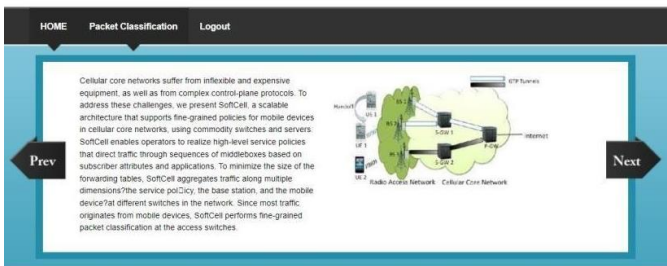 HOME Packet Classification Logout
Cellular core networks suffer from inflexible and expensive
equipment, as well as from complex control-plane protocols. To
address these challenges, we present SoftCell, a scalable
architecture that supports fine-grained policies for mobile devices
in cellular core networks, using commodity switches and servers
SoftCell enables operators to realize high-level service policies
that direct traffic through sequences of middleboxes based on
subscriber attributes and applications. To minimize the size of the
forwarding tables, SoftCell aggregates traffic along multiple
dimensions?the service pol▯icy, the base station, and the mobile
device?at different switches in the network. Since most traffic
originates from mobile devices, SoftCell performs fine-grained
packet classification at the access switches.
Prev
Next
GTP Tunnels
Handoff
UE 1
BS 1
S-GW 1
Internet
BS 2
P-GW
UE 1
S-GW 2
UE 2
Radio Access Network Cellular Core Network